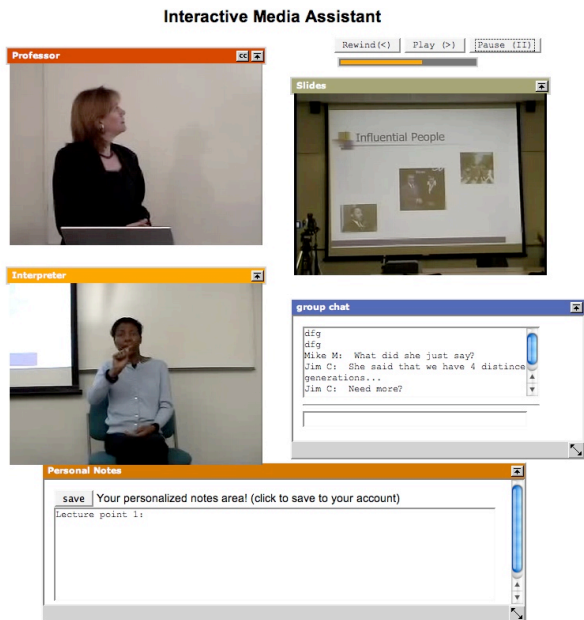 Interactive Media Assistant
Professor
cc
Rewind(<) Play (>) Pause (II)
Slides
Influential People
Interpreter
group chat
dfg
dfg
Mike M: What did she just say?
Jim C: She said that we have 4 distince
generations...
Jim C: Need more?
Personal Notes
save Your personalized notes area! (click to save to your account)
Lecture point 1: